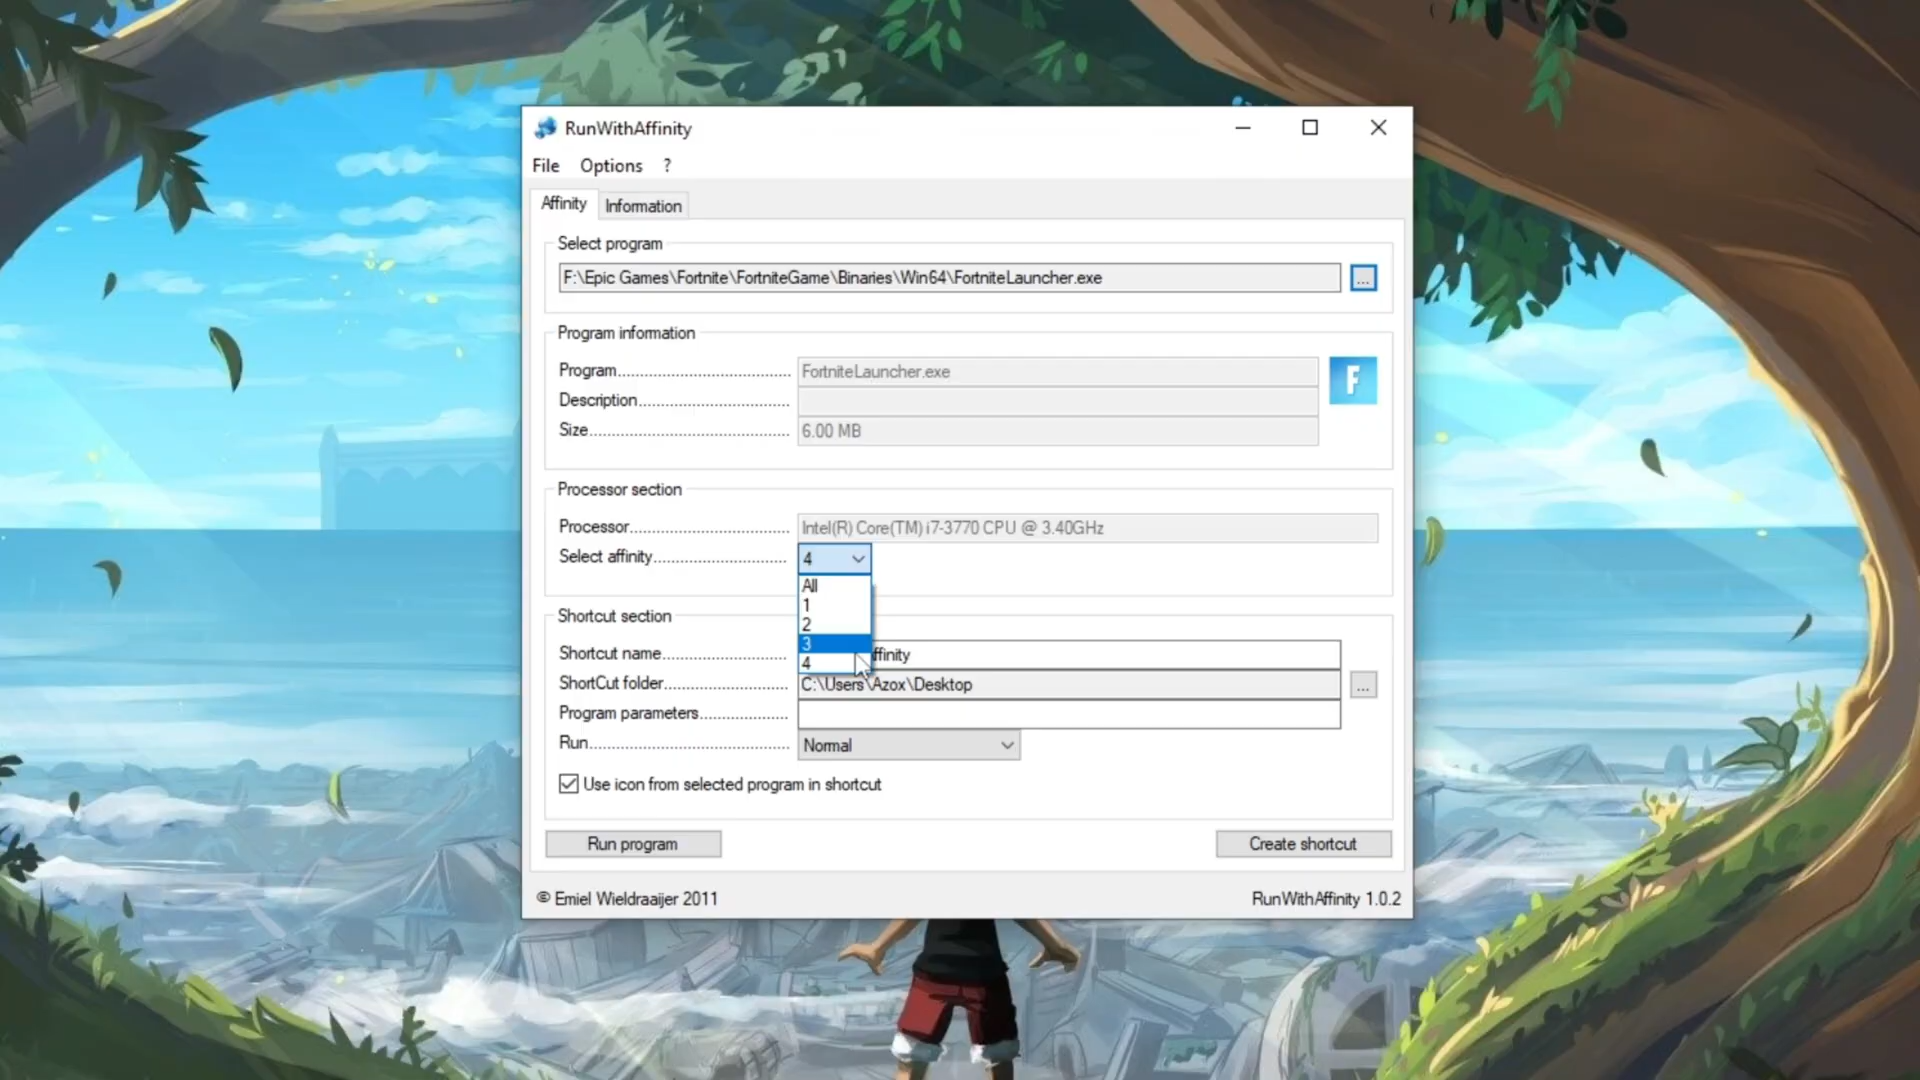 RunWithAffinity
File Options ?
Affinity Information
Select program
F:\Epic Games\Fortnite\FortniteGame\Binaries\Win64\FortniteLauncher.exe ...
Program information
Program.......................................... FortniteLauncher.exe
F
Description.....................................
Size................................................ 6.00 MB
Processor section
Processor....................................... Intel(R) Core(TM) i7-3770 CPU @ 3.40GHz
Select affinity................................ 4
All
1
2
3
4
Shortcut section
Shortcut name.............................. ffinity
ShortCut folder.............................. C:\Users\Azox\Desktop ...
Program parameters.....................
Run................................................ Normal
Use icon from selected program in shortcut
Run program Create shortcut
© Emiel Wieldraaijer 2011 RunWithAffinity 1.0.2